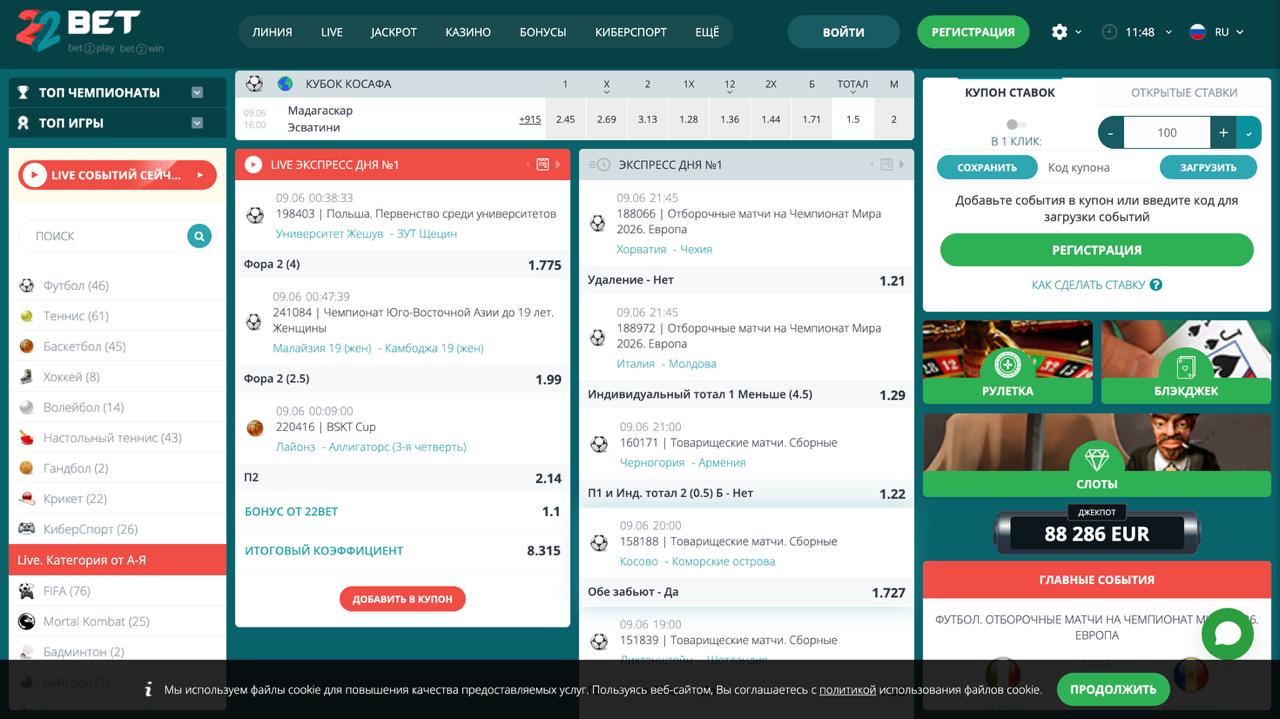 22BET
bet2play bet2win
ЛИНИЯ
LIVE
JACKPOT
КАЗИНО
БОНУСЫ
КИБЕРСПОРТ
ЕЩЁ
ВОЙТИ
РЕГИСТРАЦИЯ
11:48
RU
ТОП ЧЕМПИОНАТЫ
ТОП ИГРЫ
LIVE СОБЫТИЙ СЕЙЧ...
ПОИСК
Футбол (46)
Теннис (61)
Баскетбол (45)
Хоккей (8)
Волейбол (14)
Настольный теннис (43)
Гандбол (2)
Крикет (22)
КиберСпорт (26)
Live. Категория от А-Я
FIFA (76)
Mortal Kombat (25)
Бадминтон (2)
Бейсбол (2)
КУБОК КОСАФА 1 X 2 1X 12 2X Б ТОТАЛ М
09.06
16:00
Мадагаскар
Эсватини
+915 2.45 2.69 3.13 1.28 1.36 1.44 1.71 1.5 2
LIVE ЭКСПРЕСС ДНЯ №1
09.06 00:38:33
198403 | Польша. Первенство среди университетов
Университет Жешув - ЗУТ Щецин
Фора 2 (4) 1.775
09.06 00:47:39
241084 | Чемпионат Юго-Восточной Азии до 19 лет.
Женщины
Малайзия 19 (жен) - Камбоджа 19 (жен)
Фора 2 (2.5) 1.99
09.06 00:09:00
220416 | BSKT Cup
Лайонз - Аллигаторс (3-я четверть)
П2 2.14
БОНУС ОТ 22BET 1.1
ИТОГОВЫЙ КОЭФФИЦИЕНТ 8.315
ДОБАВИТЬ В КУПОН
ЭКСПРЕСС ДНЯ №1
09.06 21:45
188066 | Отборочные матчи на Чемпионат Мира
2026. Европа
Хорватия - Чехия
Удаление - Нет 1.21
09.06 21:45
188972 | Отборочные матчи на Чемпионат Мира
2026. Европа
Италия - Молдова
Индивидуальный тотал 1 Меньше (4.5) 1.29
09.06 21:00
160171 | Товарищеские матчи. Сборные
Черногория - Армения
П1 и Инд. тотал 2 (0.5) Б - Нет 1.22
09.06 20:00
158188 | Товарищеские матчи. Сборные
Косово - Коморские острова
Обе забьют - Да 1.727
09.06 19:00
151839 | Товарищеские матчи. Сборные
Лихтенштейн - Шотландия
КУПОН СТАВОК
ОТКРЫТЫЕ СТАВКИ
В 1 КЛИК:
- 100 +
СОХРАНИТЬ
Код купона
ЗАГРУЗИТЬ
Добавьте события в купон или введите код для
загрузки событий
РЕГИСТРАЦИЯ
КАК СДЕЛАТЬ СТАВКУ ?
РУЛЕТКА
БЛЭКДЖЕК
СЛОТЫ
ДЖЕКПОТ
88 286 EUR
ГЛАВНЫЕ СОБЫТИЯ
ФУТБОЛ. ОТБОРОЧНЫЕ МАТЧИ НА ЧЕМПИОНАТ 26.
ЕВРОПА
09.06
Мы используем файлы cookie для повышения качества предоставляемых услуг. Пользуясь веб-сайтом, Вы соглашаетесь с политикой использования файлов cookie.
ПРОДОЛЖИТЬ